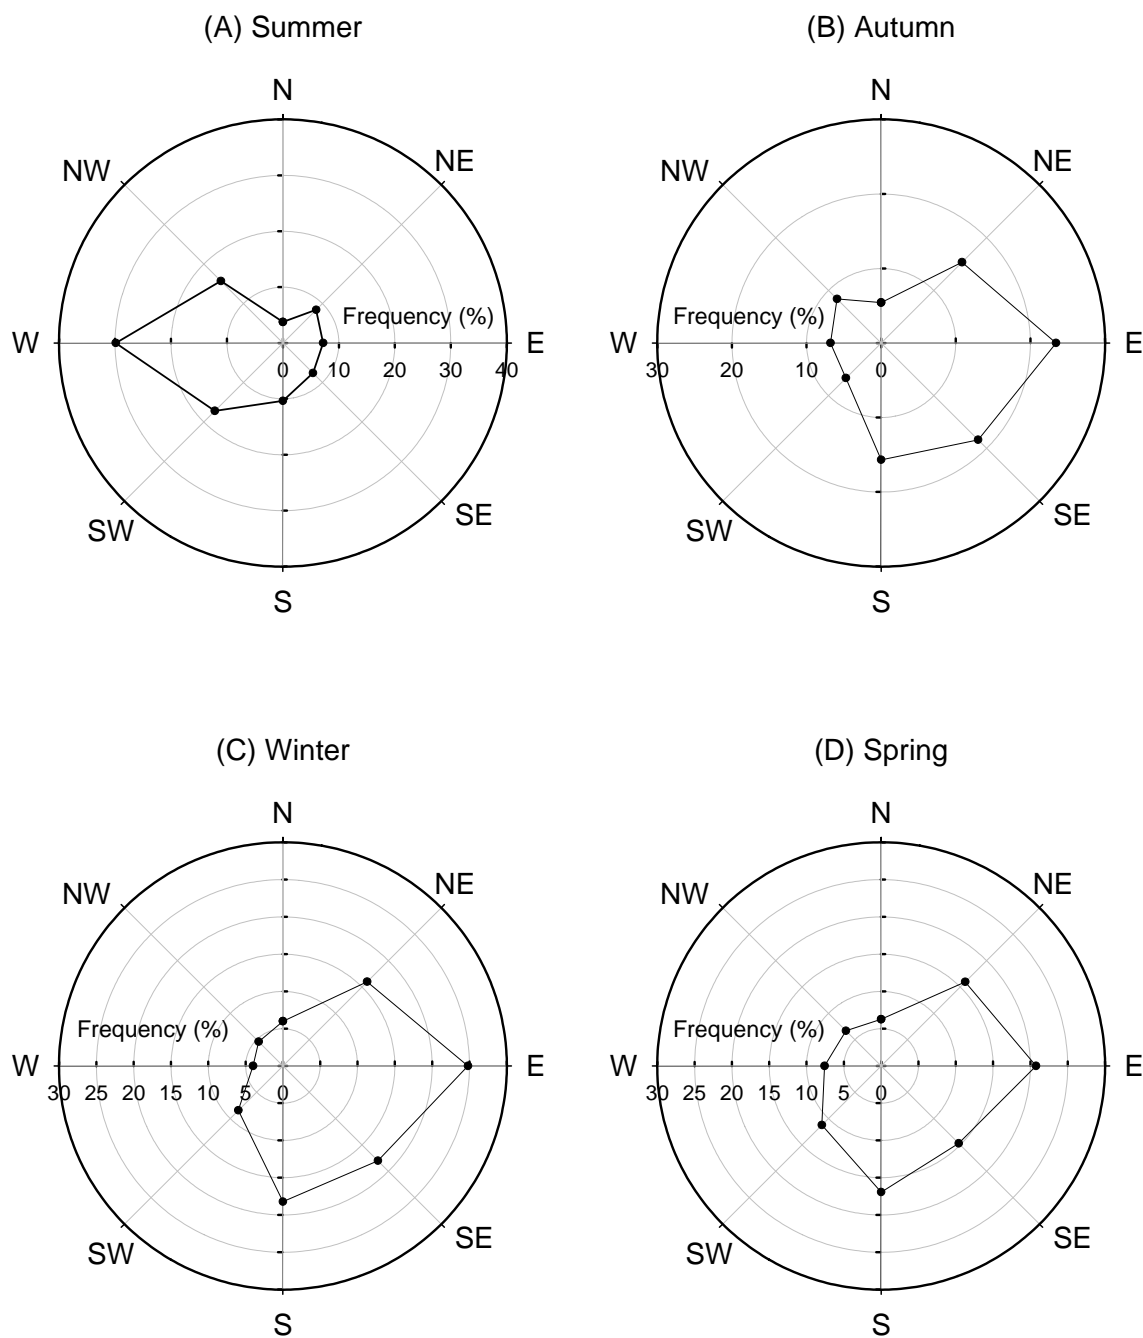 (A) Summer
N
NW
NE
Frequency (%)
W
E
0 10 20 30 40
SW
SE
S
(B) Autumn
N
NW
NE
Frequency (%)
W
E
30 20 10 0
SW
SE
S
(C) Winter
N
NW
NE
Frequency (%)
W
E
30 25 20 15 10 5 0
SW
SE
S
(D) Spring
N
NW
NE
Frequency (%)
W
E
30 25 20 15 10 5 0
SW
SE
S